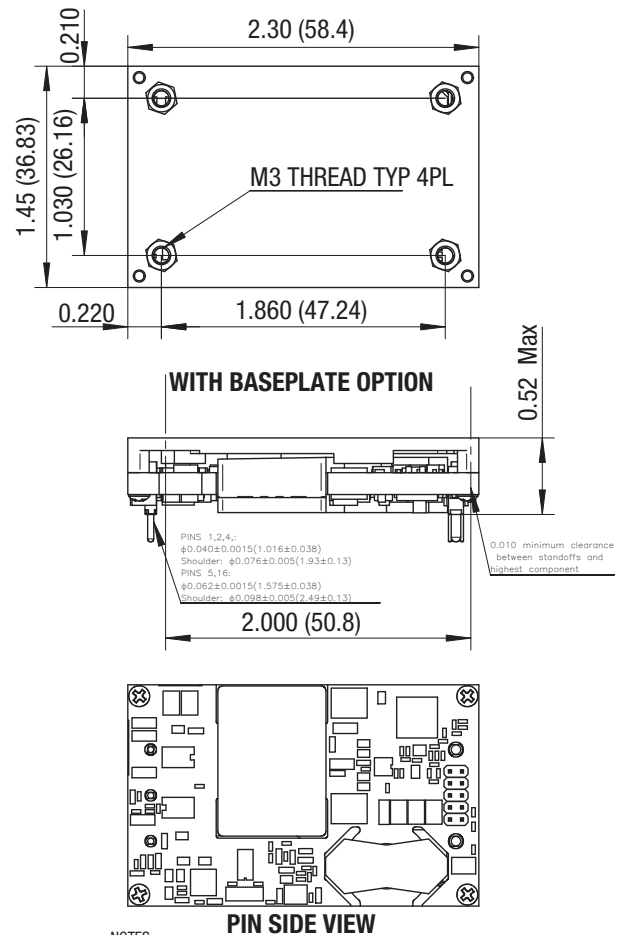 2.30 (58.4)
0.210
1.45 (36.83)
1.030 (26.16)
M3 THREAD TYP 4PL
0.220
1.860 (47.24)
WITH BASEPLATE OPTION
0.52 Max
PINS 1,2,4,:
ϕ0.040±0.0015(1.016±0.038)
Shoulder: ϕ0.076±0.005(1.93±0.13)
PINS 5,16:
ϕ0.062±0.0015(1.575±0.038)
Shoulder: ϕ0.098±0.005(2.49±0.13)
0.010 minimum clearance
between standoffs and
highest component
2.000 (50.8)
PIN SIDE VIEW
NOTES